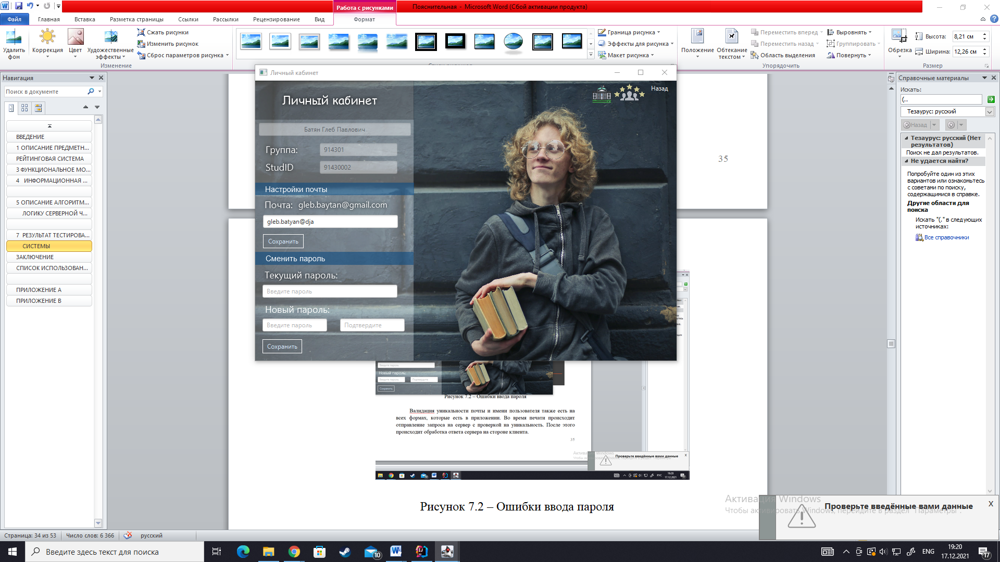 Работа с рисунками
Пояснительная - Microsoft Word (Сбой активации продукта)
Файл
Главная
Вставка
Разметка страницы
Ссылки
Рассылки
Рецензирование
Вид
Формат
Удалить фон
Коррекция
Цвет
Художественные эффекты
Сжать рисунки
Изменить рисунок
Сброс параметров рисунка
Изменение
Граница рисунка
Эффекты для рисунка
Макет рисунка
Положение
Обтекание текстом
Переместить вперед
Переместить назад
Область выделения
Выровнять
Группировать
Повернуть
Упорядочить
Обрезка
Высота: 8,21 см
Ширина: 12,26 см
Размер
Навигация
Поиск в документе
ВВЕДЕНИЕ
1 ОПИСАНИЕ ПРЕДМЕТН...
РЕЙТИНГОВАЯ СИСТЕМА
3 ФУНКЦИОНАЛЬНОЕ МО...
4 ИНФОРМАЦИОННАЯ ...
5 ОПИСАНИЕ АЛГОРИТМ...
ЛОГИКУ СЕРВЕРНОЙ Ч...
7 РЕЗУЛЬТАТ ТЕСТИРОВА...
СИСТЕМЫ
ЗАКЛЮЧЕНИЕ
СПИСОК ИСПОЛЬЗОВАН...
ПРИЛОЖЕНИЕ А
ПРИЛОЖЕНИЕ В
Личный кабинет
Личный кабинет
Назад
Батян Глеб Павлович
Группа: 914301
StudID 91430002
Настройки почты
Почта: gleb.baytan@gmail.com
gleb.batyan@dja
Сохранить
Сменить пароль
Текущий пароль:
Введите пароль
Новый пароль:
Введите пароль Подтвердите
Сохранить
35
Введите пароль
Новый пароль:
Введите пароль Подтвердите
Сохранить
Рисунок 7.2 – Ошибки ввода пароля
Валидация уникальности почты и имени пользователя также есть на
всех формах, которые есть в приложении. Во время печати происходит
отправление запроса на сервер с проверкой на уникальность. После этого
происходит обработка ответа сервера на стороне клиента.
35
Проверьте введённые вами данные
X
РУС
19:20
17.12.2021
Рисунок 7.2 – Ошибки ввода пароля
Справочные материалы
Искать:
(..
Тезаурус: русский
Назад
Тезаурус: русский (Нет
результатов)
Поиск не дал результатов.
Не удается найти?
Попробуйте один из этих
вариантов или ознакомьтесь
с советами по поиску,
содержащимися в справке.
Другие области для
поиска
Искать "(." в следующих
источниках:
Все справочники
Активация Windows
Чтобы активировать Windows, перейдите в раздел "Параметры".
Проверьте введённые вами данные
X
Страница: 34 из 53
Число слов: 6 366
русский
Введите здесь текст для поиска
10
ENG
19:20
17.12.2021
17